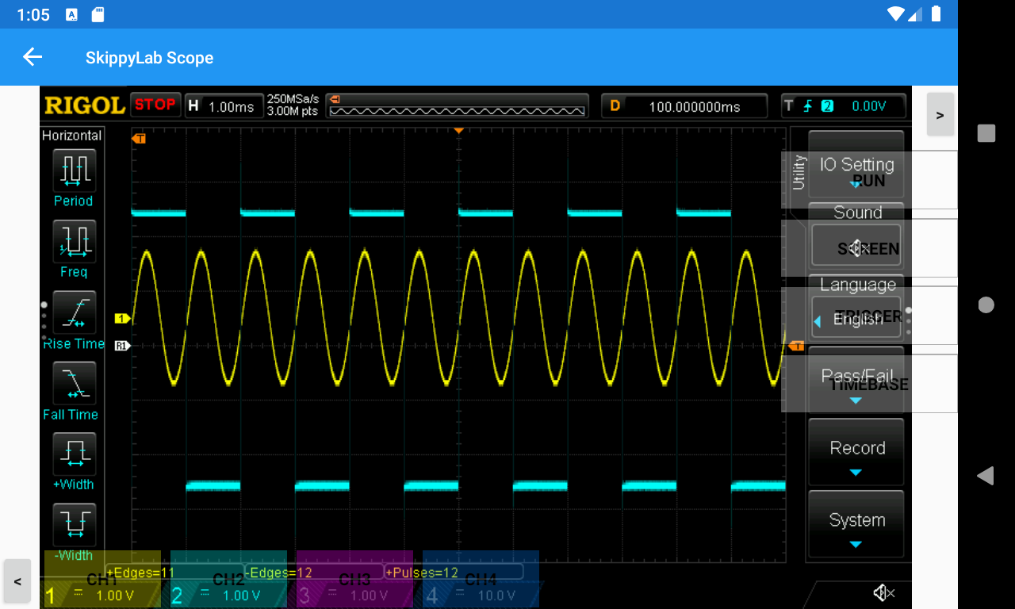 1:05 A
SkippyLab Scope
RIGOL STOP H 1.00ms 250MSa/s 3.00M pts D 100.000000ms T 2 0.00V >
Horizontal
Period
Freq
Rise Time
Fall Time
+Width
-Width
T
1
R1
T
Utility
IO Setting
RUN
Sound
SCREEN
Language
English
TRIGGER
Pass/Fail
TIMEBASE
Record
System
+Edges=11 -Edges=12 +Pulses=12
CH1 CH2 CH3 CH4
< 1 = 1.00 V 2 = 1.00 V 3 = 1.00 V 4 = 10.0 V